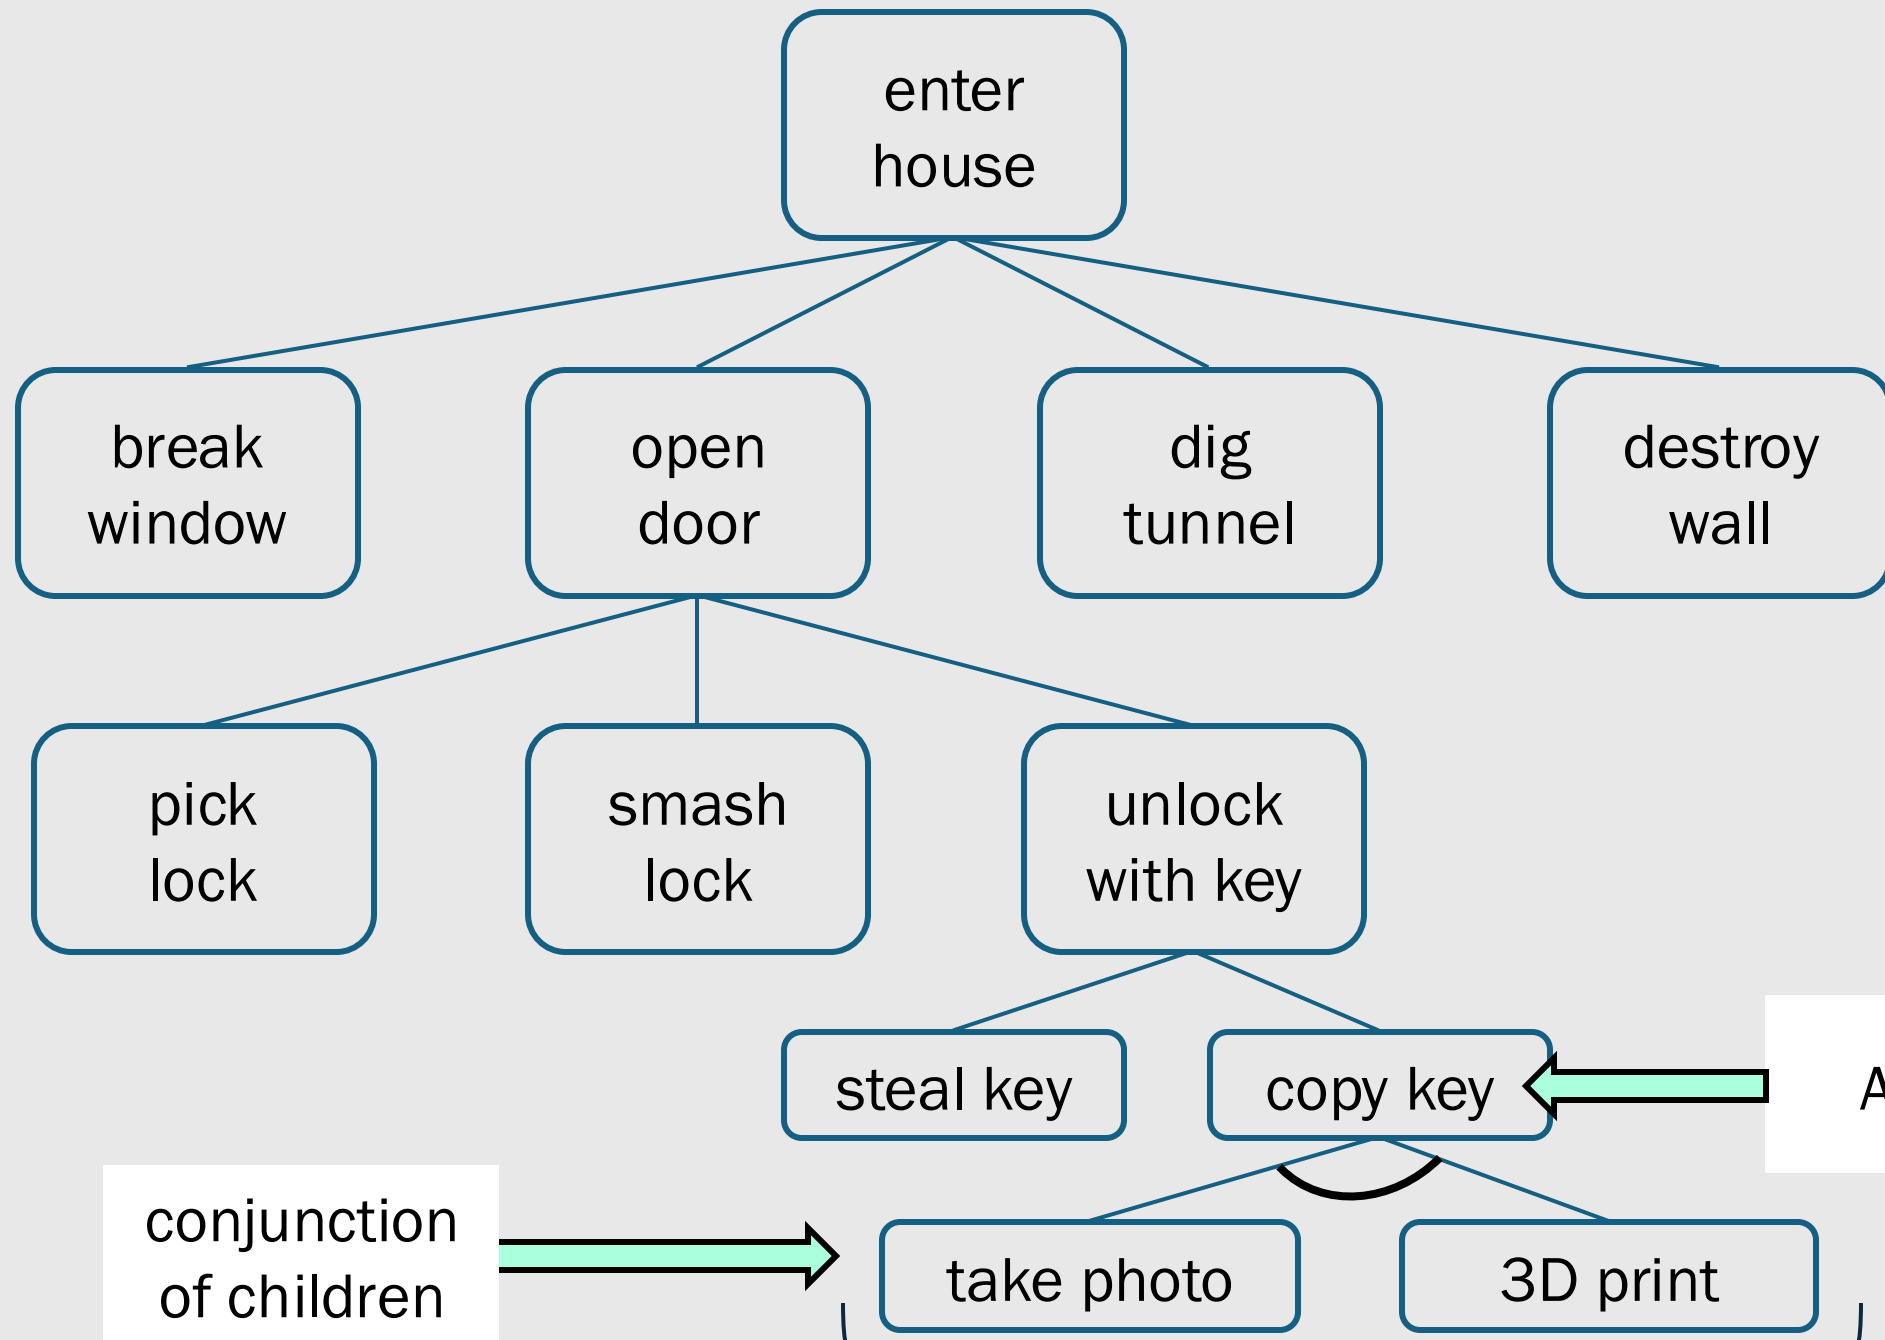 enter
house
break
window
open
door
dig
tunnel
destroy
wall
pick
lock
smash
lock
unlock
with key
steal key
copy key
conjunction
of children
take photo
3D print